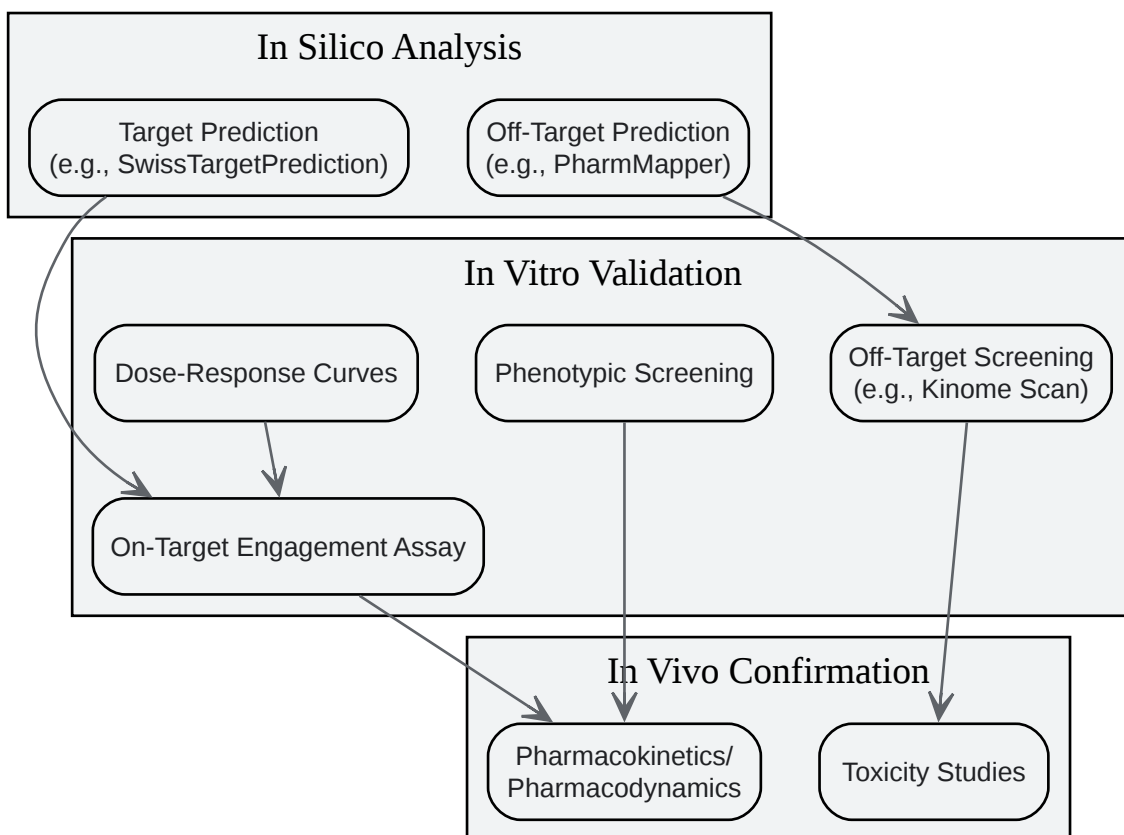 In Silico Analysis
Target Prediction
(e.g., SwissTargetPrediction)
Off-Target Prediction
(e.g., PharmMapper)
In Vitro Validation
Dose-Response Curves
Phenotypic Screening
Off-Target Screening
(e.g., Kinome Scan)
On-Target Engagement Assay
In Vivo Confirmation
Pharmacokinetics/
Pharmacodynamics
Toxicity Studies